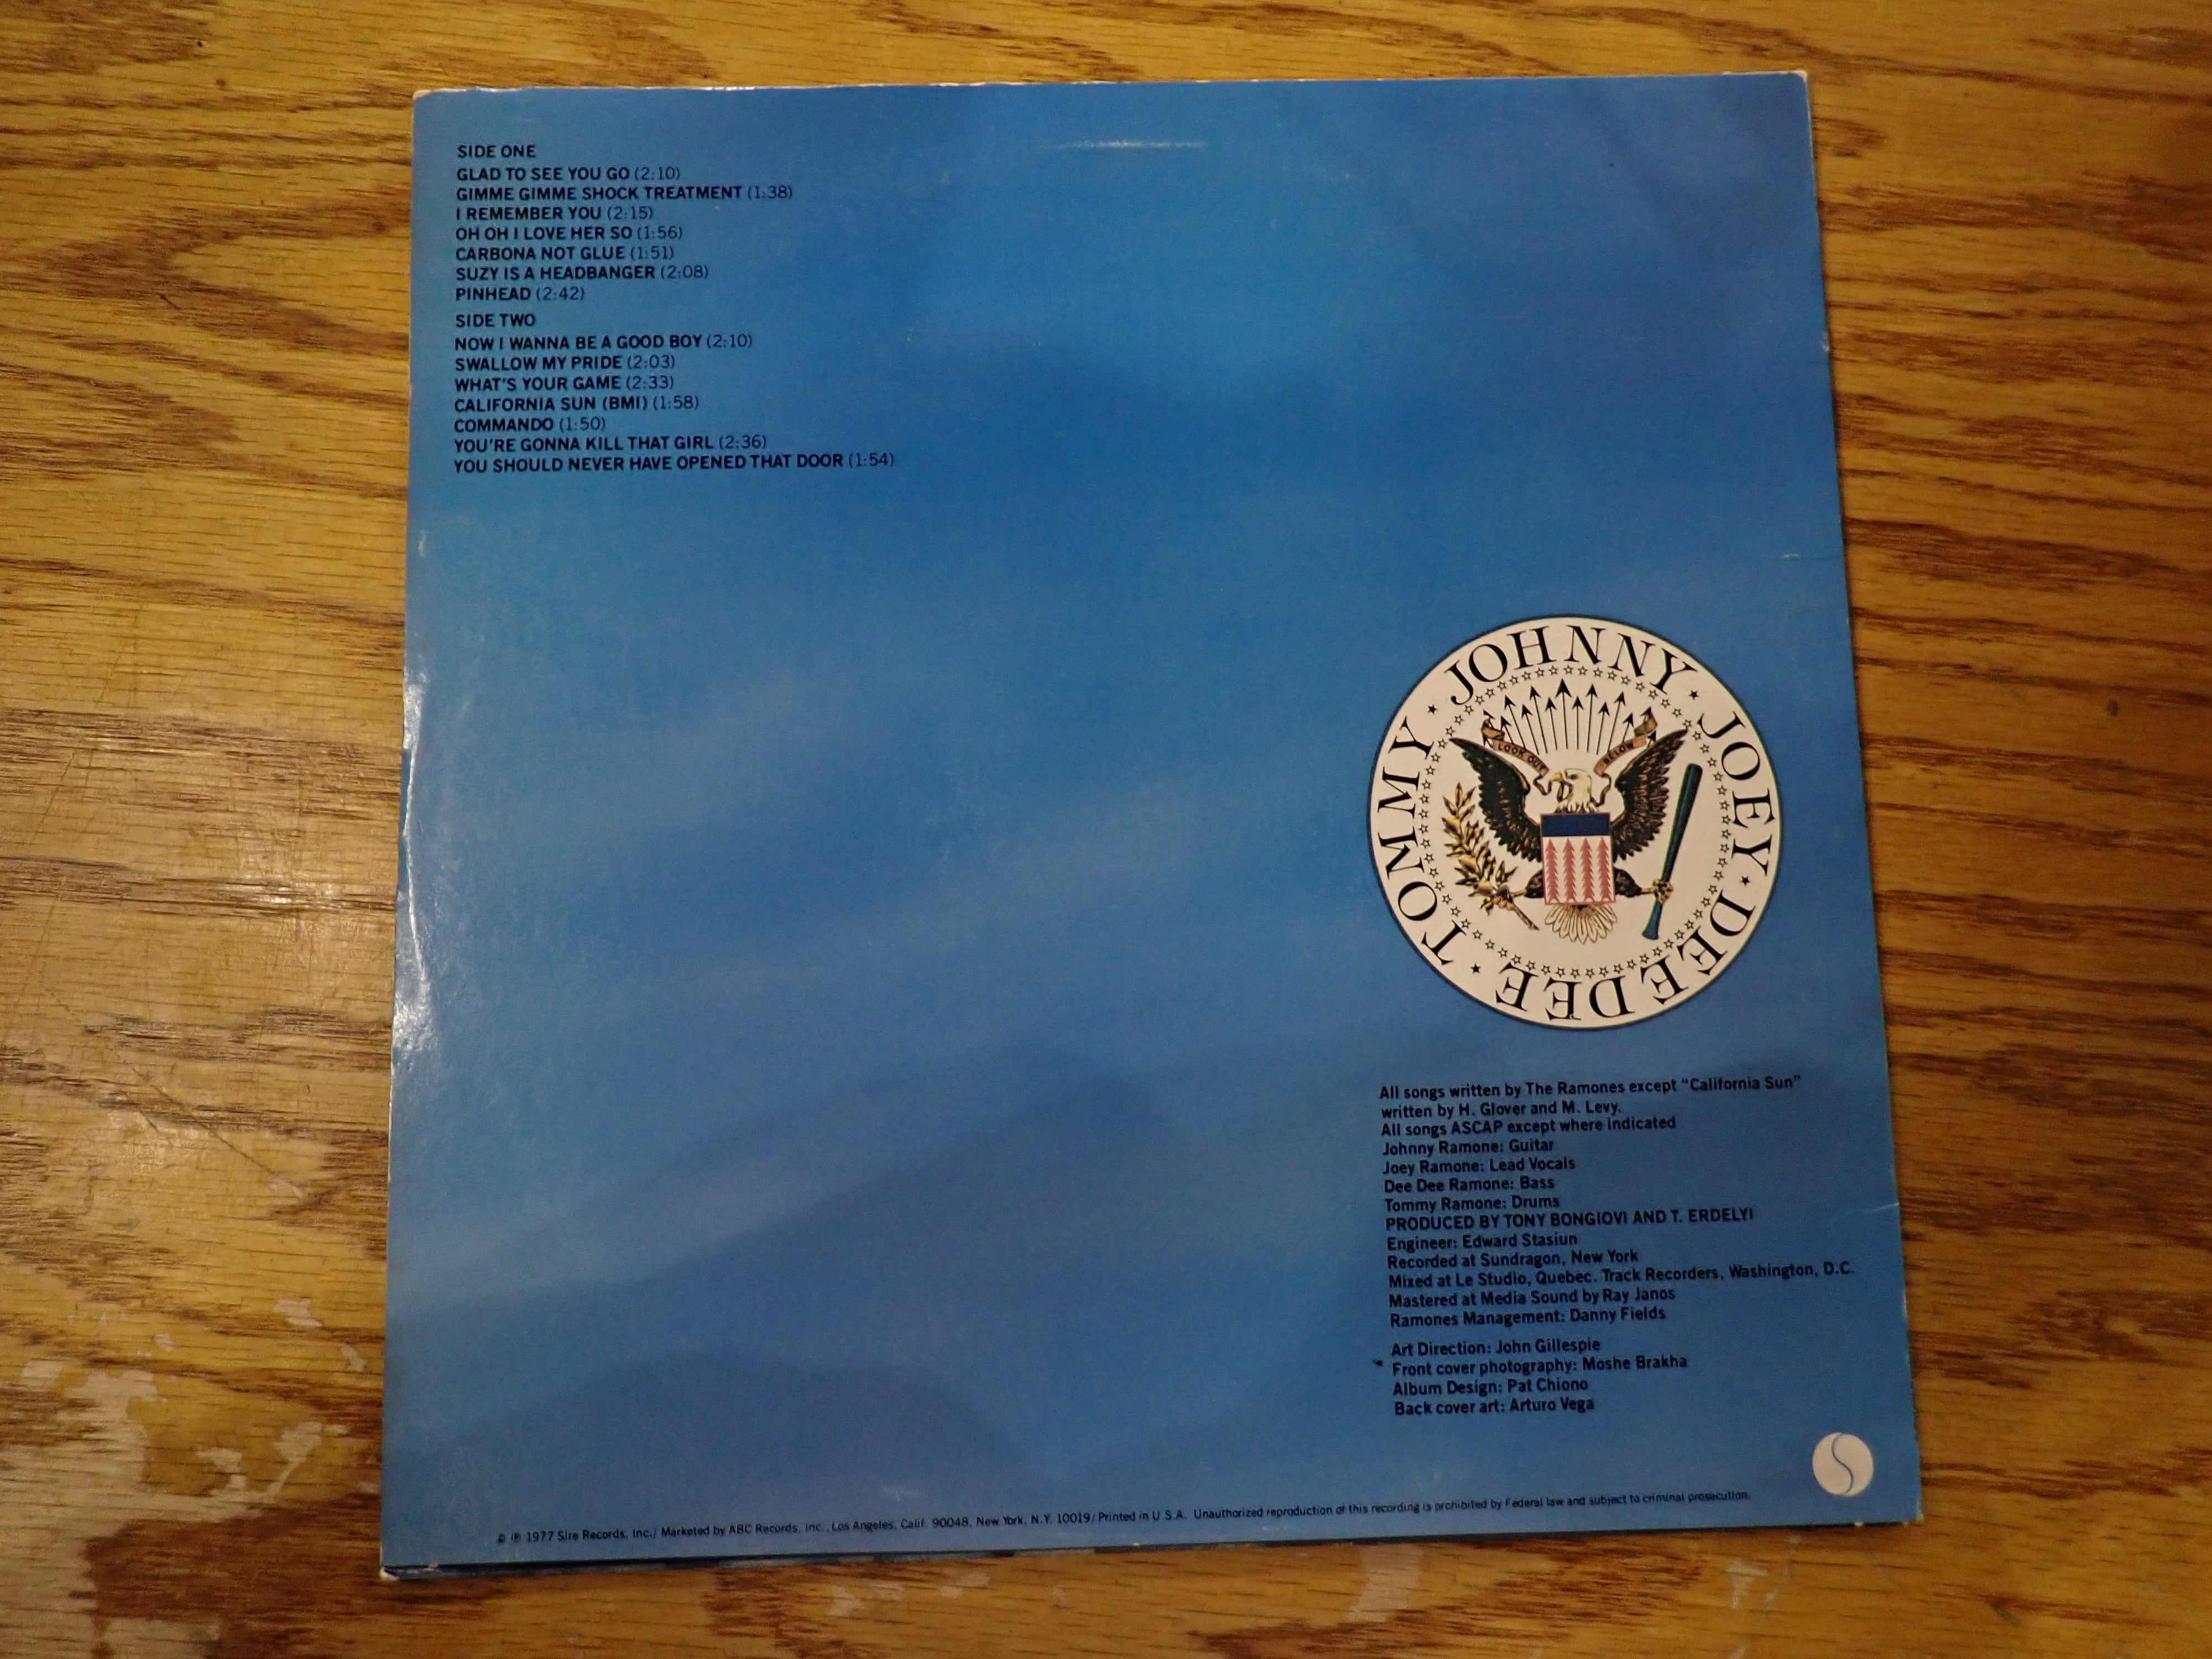 SIDE ONE
GLAD TO SEE YOU GO (2:10)
GIMME GIMME SHOCK TREATMENT (1:38)
I REMEMBER YOU (2:15)
OH OH I LOVE HER SO (1:56)
CARBONA NOT GLUE (1:51)
SUZY IS A HEADBANGER (2:08)
PINHEAD (2:42)
SIDE TWO
NOW I WANNA BE A GOOD BOY (2:10)
SWALLOW MY PRIDE (2:03)
WHAT'S YOUR GAME (2:33)
CALIFORNIA SUN (BMI) (1:58)
COMMANDO (1:50)
YOU'RE GONNA KILL THAT GIRL (2:36)
YOU SHOULD NEVER HAVE OPENED THAT DOOR (1:54)
JOHNNY · JOEY · DEE DEE · TOMMY ·
LOOK OUT BELOW
All songs written by The Ramones except "California Sun"
written by H. Glover and M. Levy.
All songs ASCAP except where indicated
Johnny Ramone: Guitar
Joey Ramone: Lead Vocals
Dee Dee Ramone: Bass
Tommy Ramone: Drums
PRODUCED BY TONY BONGIOVI AND T. ERDELYI
Engineer: Edward Stasiun
Recorded at Sundragon, New York
Mixed at Le Studio, Quebec. Track Recorders, Washington, D.C.
Mastered at Media Sound by Ray Janos
Ramones Management: Danny Fields
Art Direction: John Gillespie
Front cover photography: Moshe Brakha
Album Design: Pat Chiono
Back cover art: Arturo Vega
© ℗ 1977 Sire Records, Inc./ Marketed by ABC Records, Inc., Los Angeles, Calif. 90048, New York, N.Y. 10019/ Printed in U.S.A. Unauthorized reproduction of this recording is prohibited by Federal law and subject to criminal prosecution.